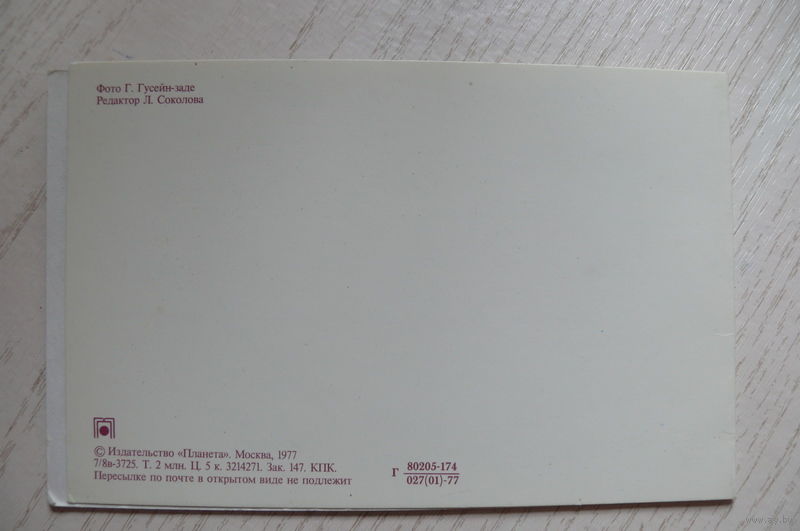 Фото Г. Гусейн-заде
Редактор Л. Соколова
© Издательство «Планета». Москва, 1977
7/8в-3725. Т. 2 млн. Ц. 5 к. 3214271. Зак. 147. КПК.
Пересылке по почте в открытом виде не подлежит
Г 80205-174
027(01)-77